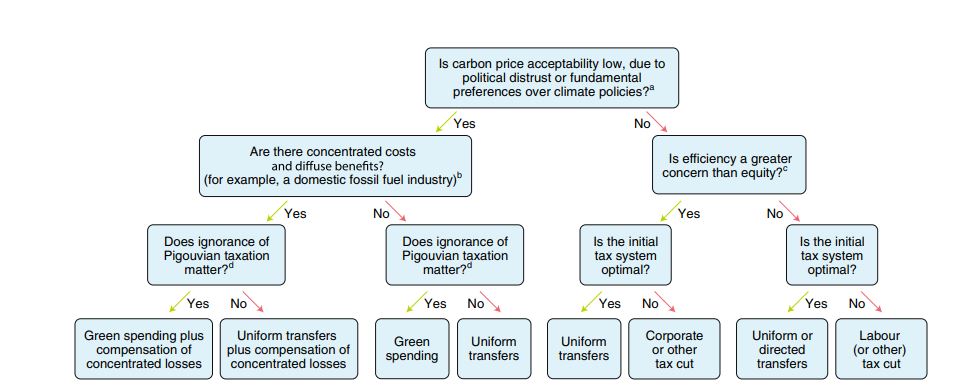 Is carbon price acceptability low, due to
political distrust or fundamental
preferences over climate policies?a
Yes
No
Are there concentrated costs
and diffuse benefits?
(for example, a domestic fossil fuel industry)b
Is efficiency a greater
concern than equity?c
Yes
No
Yes
No
Does ignorance of
Pigouvian taxation
matter?d
Does ignorance of
Pigouvian taxation
matter?d
Is the initial
tax system
optimal?
Is the initial
tax system
optimal?
Yes
No
Yes
No
Yes
No
Yes
No
Green spending plus
compensation of
concentrated losses
Uniform transfers
plus compensation of
concentrated losses
Green
spending
Uniform
transfers
Uniform
transfers
Corporate
or other
tax cut
Uniform or
directed
transfers
Labour
(or other)
tax cut